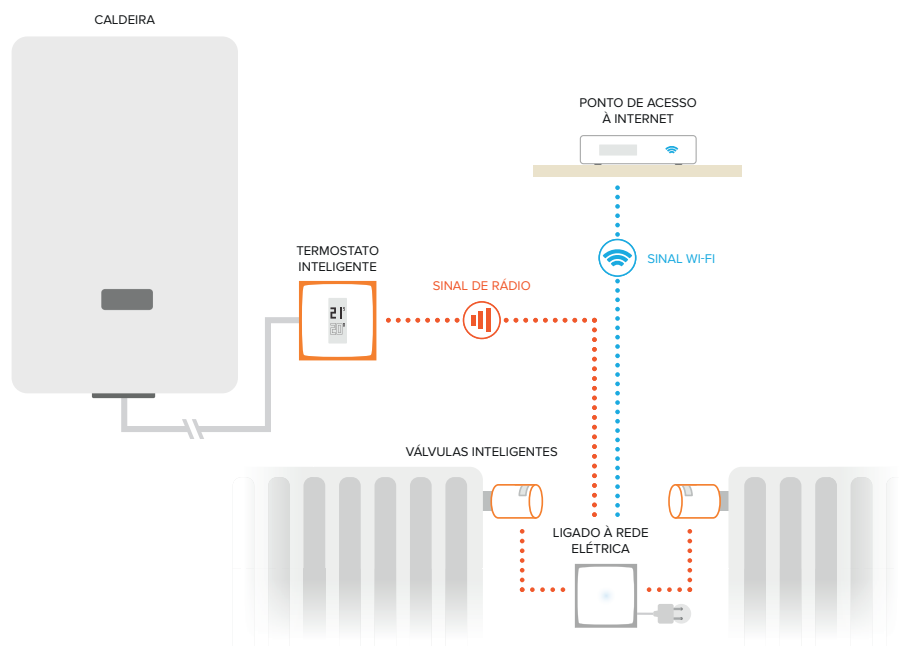 CALDEIRA
PONTO DE ACESSO
À INTERNET
TERMOSTATO
INTELIGENTE
SINAL WI-FI
SINAL DE RÁDIO
21°
20°
VÁLVULAS INTELIGENTES
LIGADO À REDE
ELÉTRICA